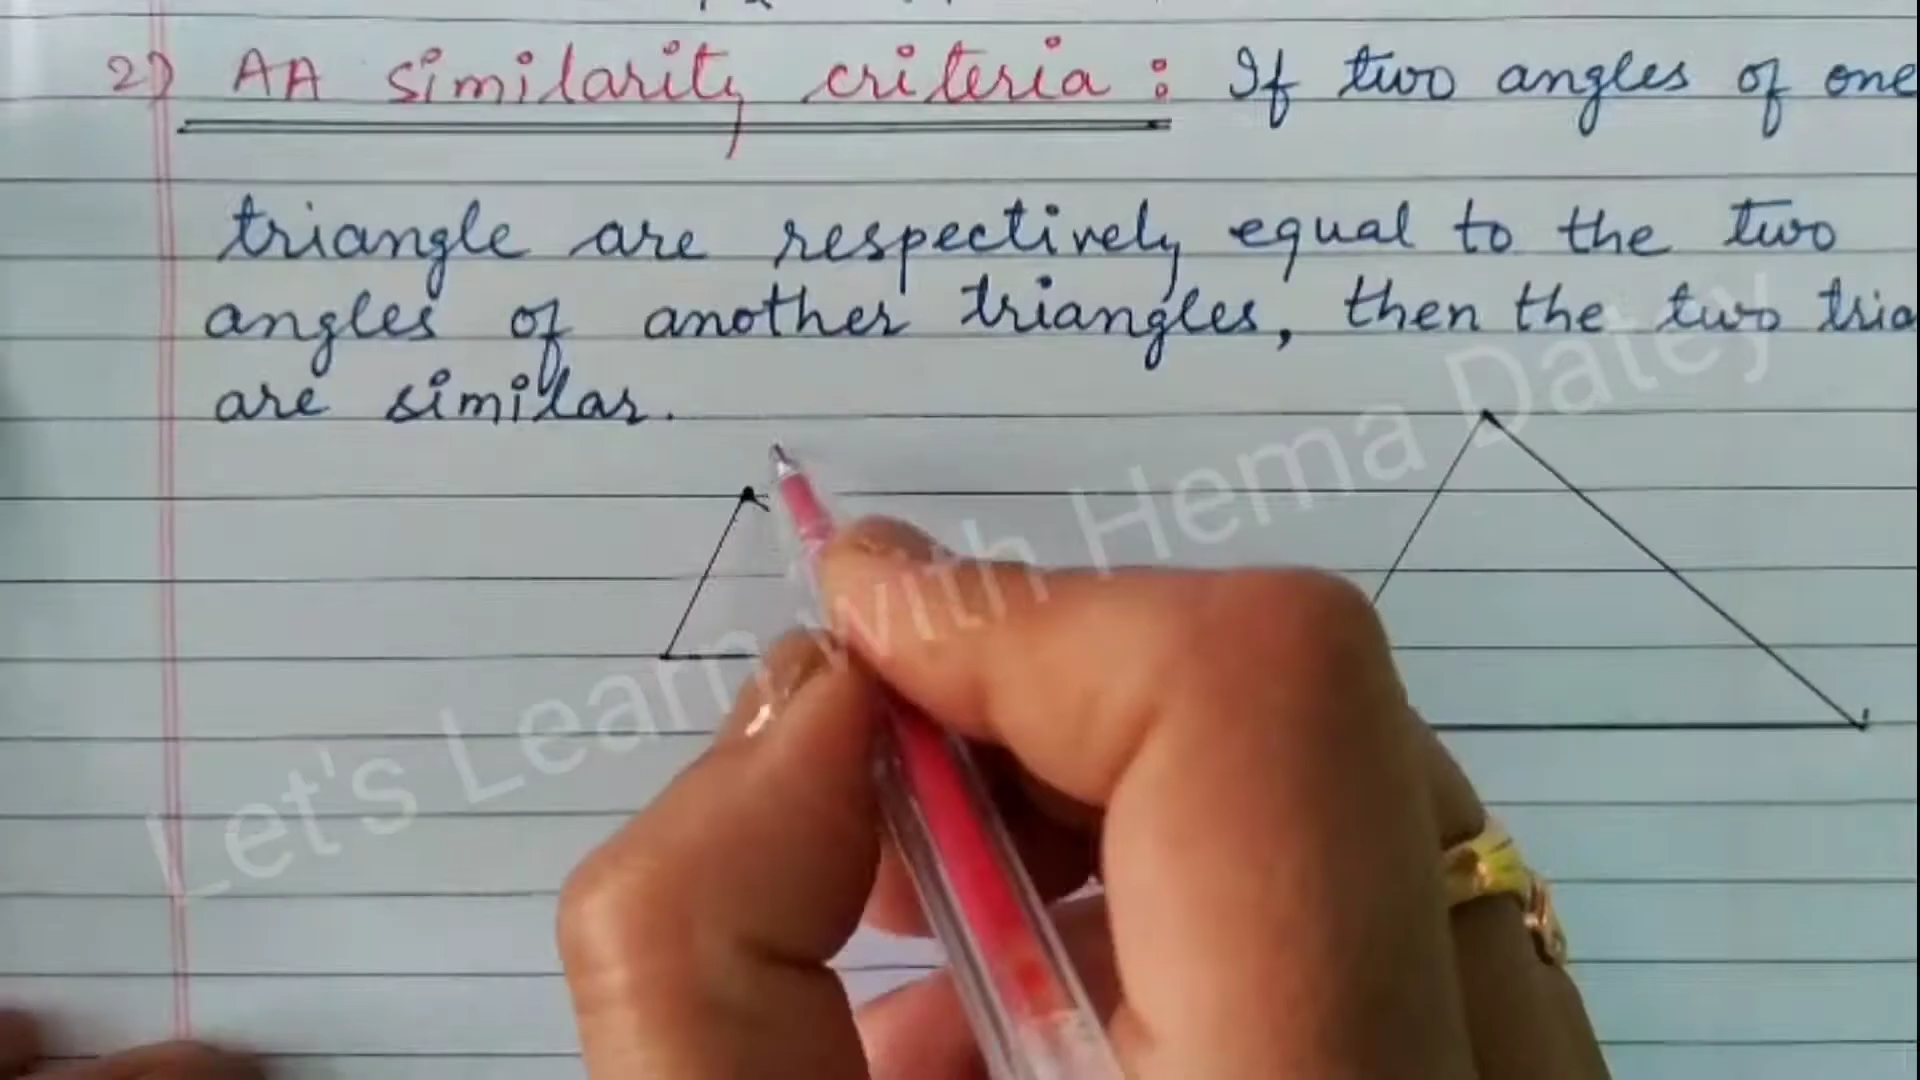 2) AA similarity criteria : If two angles of one
triangle are respectively equal to the two
angles of another triangles, then the two tria
are similar.
Let's Learn with Hema Datey